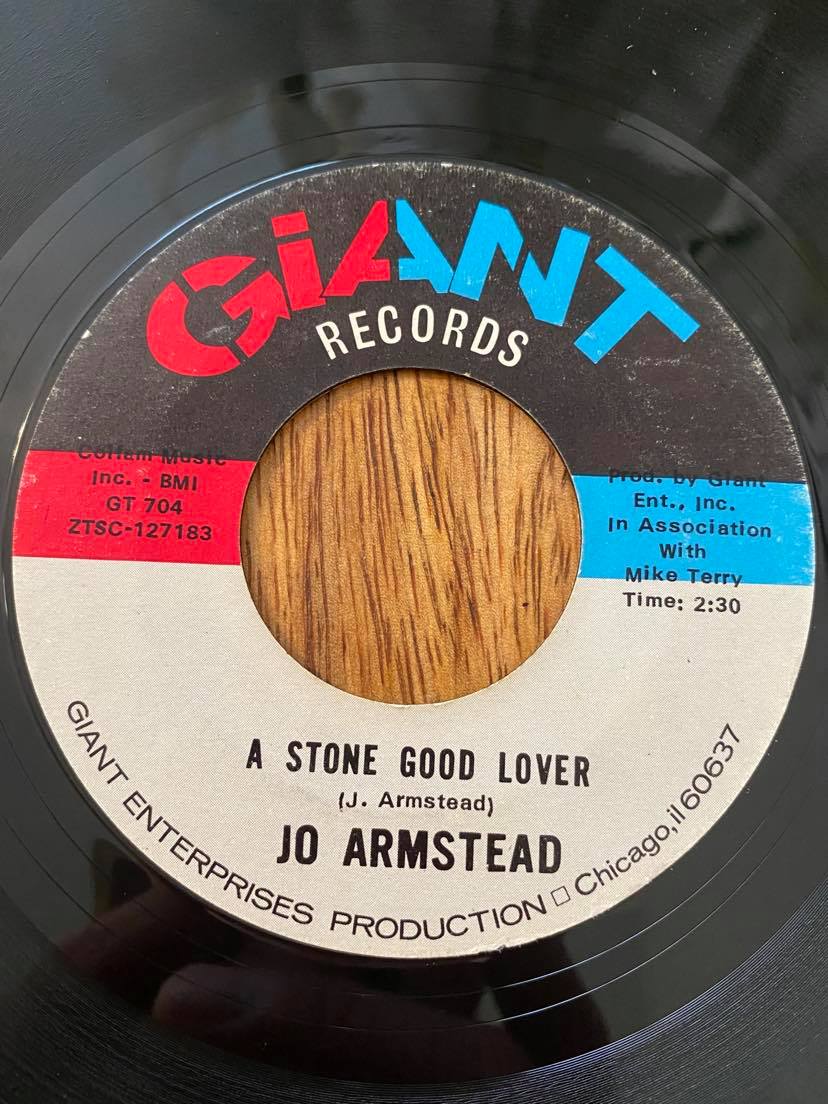 GiANT
RECORDS
Colfam Music
Inc. - BMI
GT 704
ZTSC-127183
Prod. by Giant
Ent., Inc.
In Association
With
Mike Terry
Time: 2:30
A STONE GOOD LOVER
(J. Armstead)
JO ARMSTEAD
GIANT ENTERPRISES PRODUCTION □ Chicago, il 60637